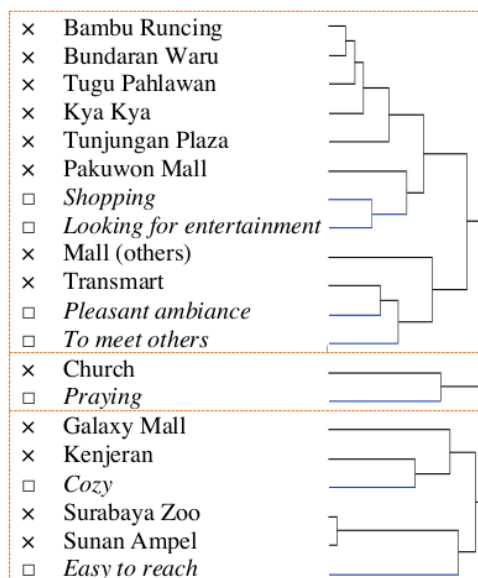 × Bambu Runcing
× Bundaran Waru
× Tugu Pahlawan
× Kya Kya
× Tunjungan Plaza
× Pakuwon Mall
□ Shopping
□ Looking for entertainment
× Mall (others)
× Transmart
□ Pleasant ambiance
□ To meet others
× Church
□ Praying
× Galaxy Mall
× Kenjeran
□ Cozy
× Surabaya Zoo
× Sunan Ampel
□ Easy to reach